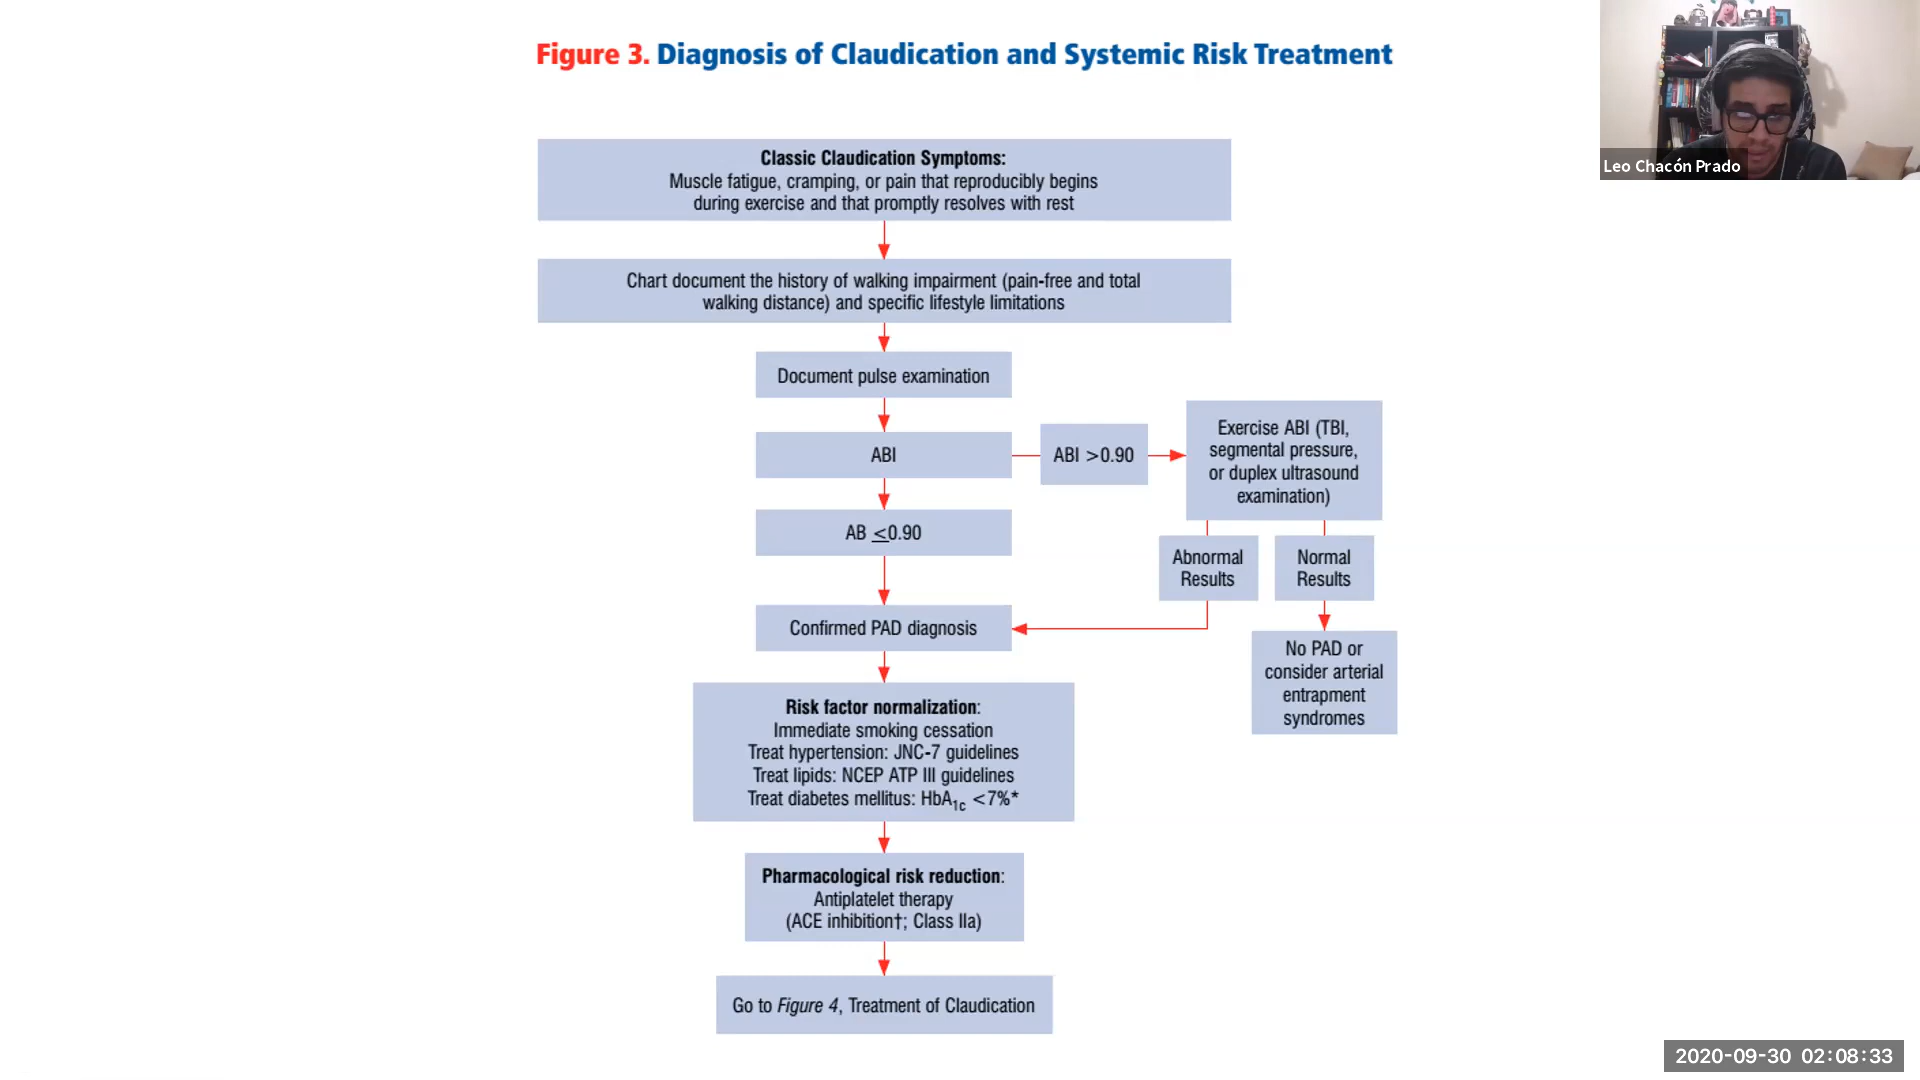 Figure 3. Diagnosis of Claudication and Systemic Risk Treatment
Classic Claudication Symptoms:
Muscle fatigue, cramping, or pain that reproducibly begins
during exercise and that promptly resolves with rest
Chart document the history of walking impairment (pain-free and total
walking distance) and specific lifestyle limitations
Document pulse examination
ABI
ABI >0.90
Exercise ABI (TBI,
segmental pressure,
or duplex ultrasound
examination)
AB ≤0.90
Abnormal
Results
Normal
Results
Confirmed PAD diagnosis
No PAD or
consider arterial
entrapment
syndromes
Risk factor normalization:
Immediate smoking cessation
Treat hypertension: JNC-7 guidelines
Treat lipids: NCEP ATP III guidelines
Treat diabetes mellitus: HbA1c <7%*
Pharmacological risk reduction:
Antiplatelet therapy
(ACE inhibition†; Class IIa)
Go to Figure 4, Treatment of Claudication
Leo Chacón Prado
2020-09-30 02:08:33